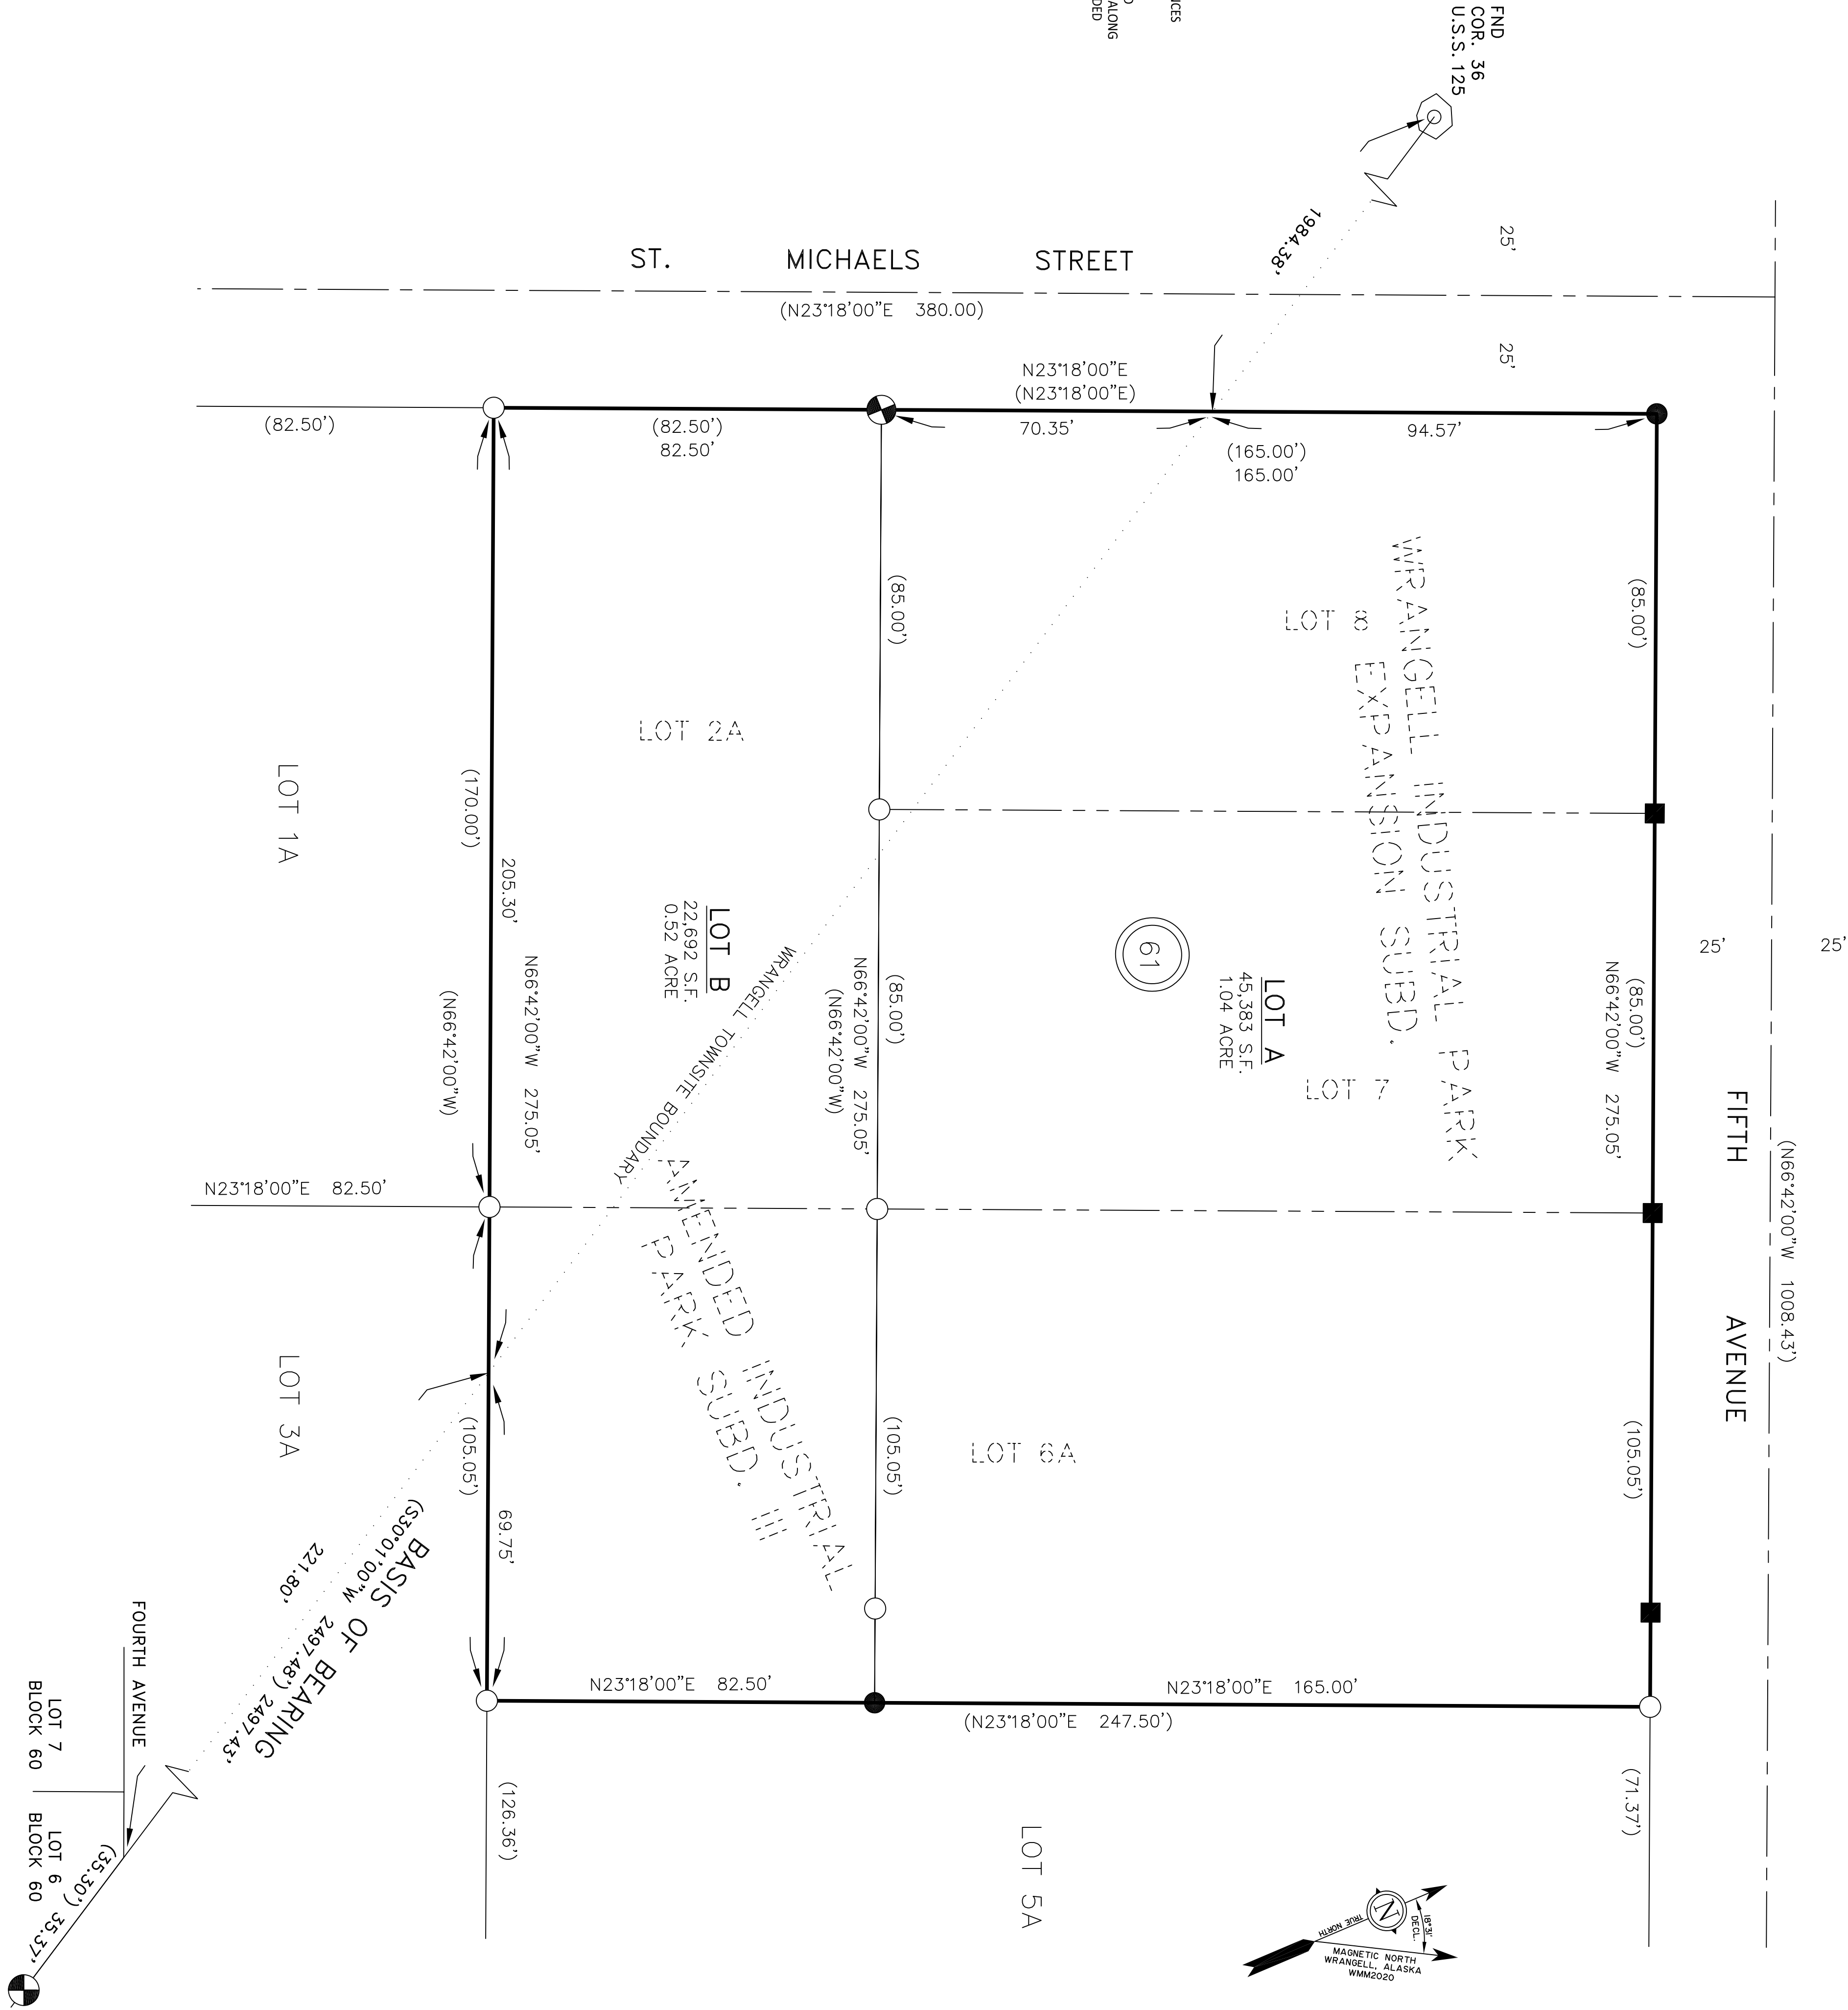 FND
COR. 36
U.S.S. 125
ALONG
1984.38'
25'
ST. MICHAELS STREET
(N23°18'00"E 380.00)
25'
N23°18'00"E
(N23°18'00"E)
(82.50')
(82.50')
82.50'
70.35'
(165.00')
165.00'
94.57'
(85.00')
(85.00')
LOT 8
WRANGELL INDUSTRIAL PARK
EXPANSION SUBD.
LOT 2A
LOT 1A
(170.00')
205.30'
N66°42'00"W 275.05'
(N66°42'00"W)
LOT B
22,692 S.F.
0.52 ACRE
WRANGELL TOWNSITE BOUNDARY
(85.00')
N66°42'00"W 275.05'
(N66°42'00"W)
61
LOT A
45,383 S.F.
1.04 ACRE
LOT 7
(85.00')
N66°42'00"W 275.05'
25'
25'
FIFTH AVENUE
(N66°42'00"W 1008.43')
N23°18'00"E 82.50'
AMENDED INDUSTRIAL
PARK SUBD. III
LOT 3A
(105.05')
69.75'
(105.05')
LOT 6A
(105.05')
BASIS OF BEARING
(S30°01'00"W 2497.48') 2497.43'
221.80'
N23°18'00"E 82.50'
N23°18'00"E 165.00'
(N23°18'00"E 247.50')
FOURTH AVENUE
LOT 7
BLOCK 60
LOT 6
BLOCK 60
(35.30') 35.37'
(126.36')
LOT 5A
(71.37')
N
TRUE NORTH
18°31'
DECL.
MAGNETIC NORTH
WRANGELL, ALASKA
WMM2020